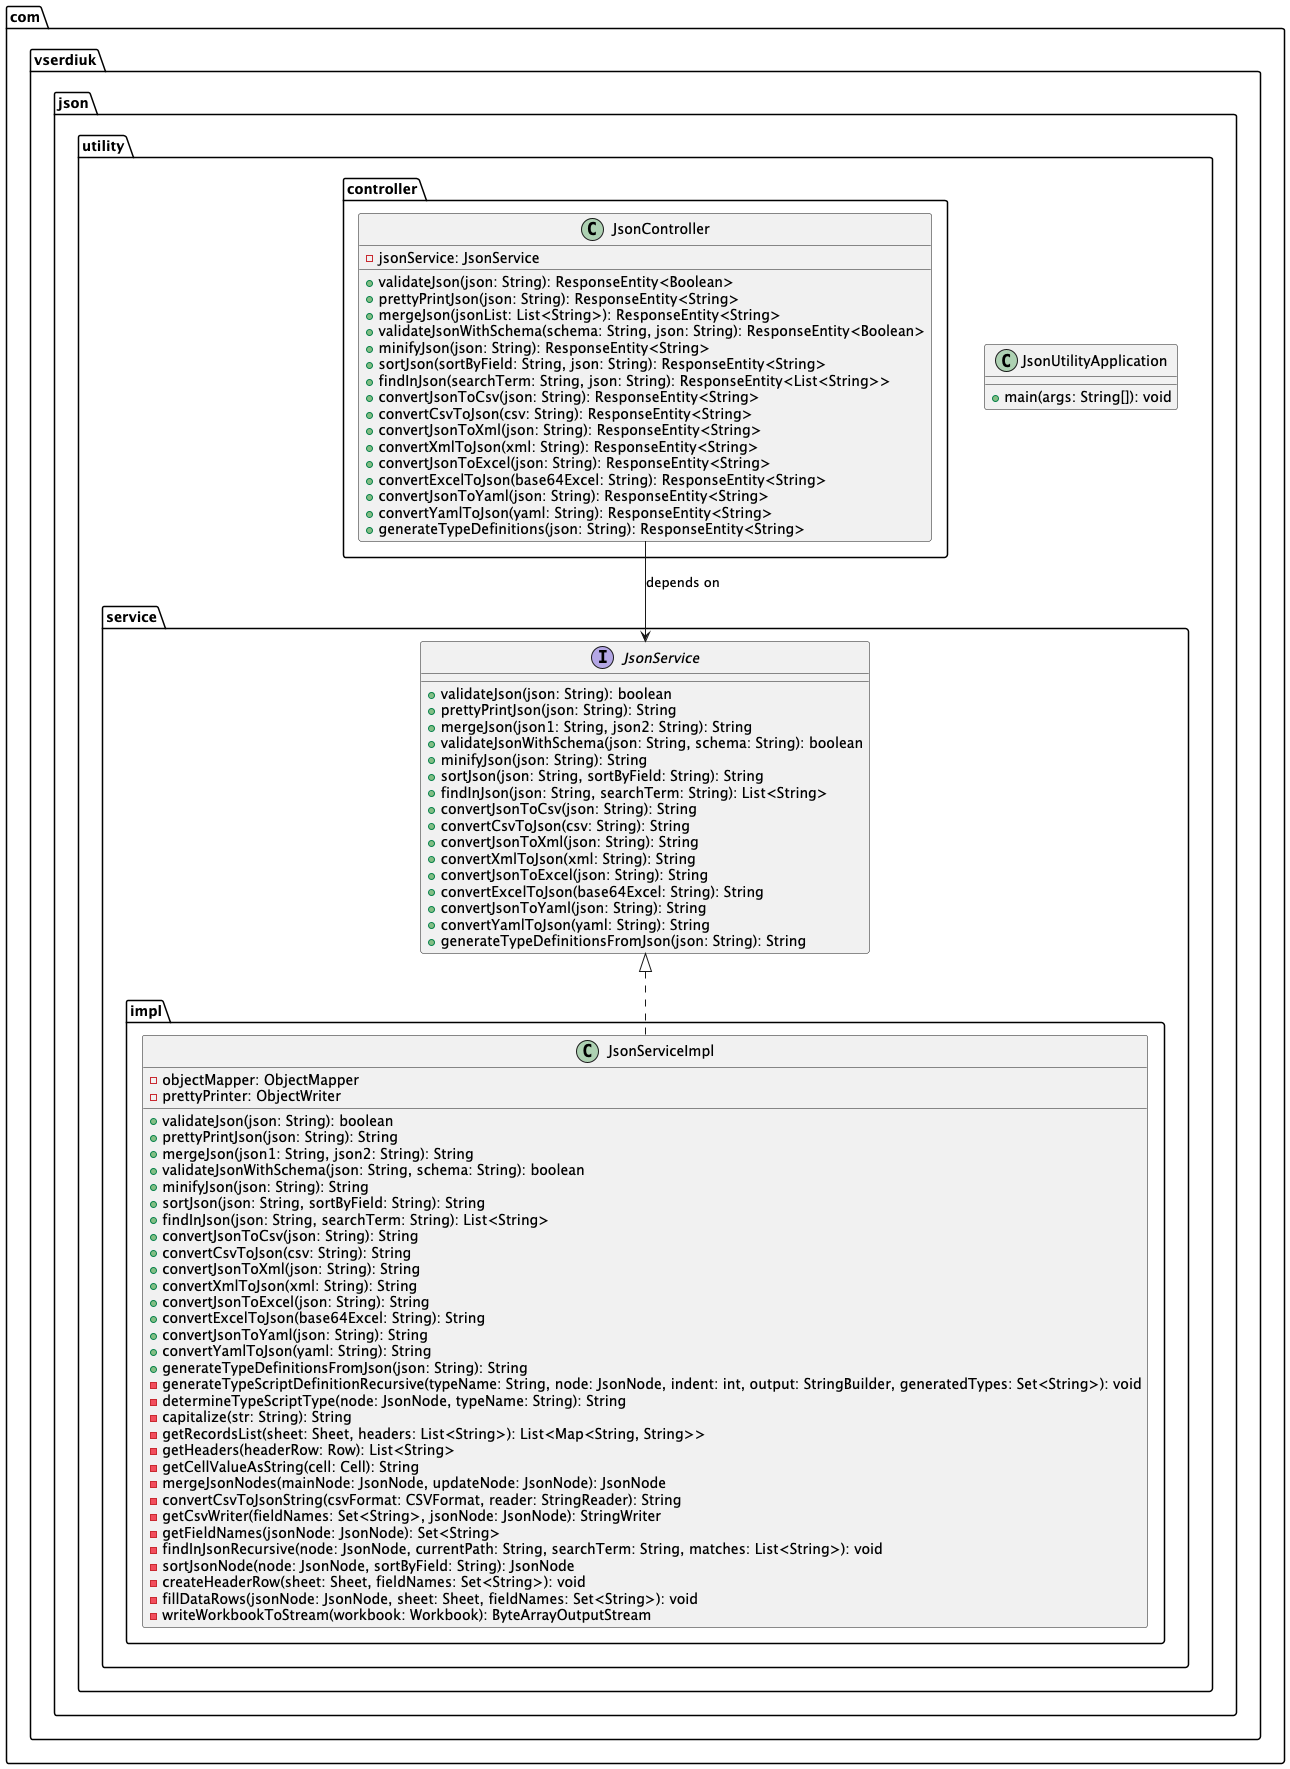 com
vserdiuk
json
utility
controller
C JsonController
jsonService: JsonService
validateJson(json: String): ResponseEntity<Boolean>
prettyPrintJson(json: String): ResponseEntity<String>
mergeJson(jsonList: List<String>): ResponseEntity<String>
validateJsonWithSchema(schema: String, json: String): ResponseEntity<Boolean>
minifyJson(json: String): ResponseEntity<String>
sortJson(sortByField: String, json: String): ResponseEntity<String>
findInJson(searchTerm: String, json: String): ResponseEntity<List<String>>
convertJsonToCsv(json: String): ResponseEntity<String>
convertCsvToJson(csv: String): ResponseEntity<String>
convertJsonToXml(json: String): ResponseEntity<String>
convertXmlToJson(xml: String): ResponseEntity<String>
convertJsonToExcel(json: String): ResponseEntity<String>
convertExcelToJson(base64Excel: String): ResponseEntity<String>
convertJsonToYaml(json: String): ResponseEntity<String>
convertYamlToJson(yaml: String): ResponseEntity<String>
generateTypeDefinitions(json: String): ResponseEntity<String>
C JsonUtilityApplication
main(args: String[]): void
depends on
service
I JsonService
validateJson(json: String): boolean
prettyPrintJson(json: String): String
mergeJson(json1: String, json2: String): String
validateJsonWithSchema(json: String, schema: String): boolean
minifyJson(json: String): String
sortJson(json: String, sortByField: String): String
findInJson(json: String, searchTerm: String): List<String>
convertJsonToCsv(json: String): String
convertCsvToJson(csv: String): String
convertJsonToXml(json: String): String
convertXmlToJson(xml: String): String
convertJsonToExcel(json: String): String
convertExcelToJson(base64Excel: String): String
convertJsonToYaml(json: String): String
convertYamlToJson(yaml: String): String
generateTypeDefinitionsFromJson(json: String): String
impl
C JsonServiceImpl
objectMapper: ObjectMapper
prettyPrinter: ObjectWriter
validateJson(json: String): boolean
prettyPrintJson(json: String): String
mergeJson(json1: String, json2: String): String
validateJsonWithSchema(json: String, schema: String): boolean
minifyJson(json: String): String
sortJson(json: String, sortByField: String): String
findInJson(json: String, searchTerm: String): List<String>
convertJsonToCsv(json: String): String
convertCsvToJson(csv: String): String
convertJsonToXml(json: String): String
convertXmlToJson(xml: String): String
convertJsonToExcel(json: String): String
convertExcelToJson(base64Excel: String): String
convertJsonToYaml(json: String): String
convertYamlToJson(yaml: String): String
generateTypeDefinitionsFromJson(json: String): String
generateTypeScriptDefinitionRecursive(typeName: String, node: JsonNode, indent: int, output: StringBuilder, generatedTypes: Set<String>): void
determineTypeScriptType(node: JsonNode, typeName: String): String
capitalize(str: String): String
getRecordsList(sheet: Sheet, headers: List<String>): List<Map<String, String>>
getHeaders(headerRow: Row): List<String>
getCellValueAsString(cell: Cell): String
mergeJsonNodes(mainNode: JsonNode, updateNode: JsonNode): JsonNode
convertCsvToJsonString(csvFormat: CSVFormat, reader: StringReader): String
getCsvWriter(fieldNames: Set<String>, jsonNode: JsonNode): StringWriter
getFieldNames(jsonNode: JsonNode): Set<String>
findInJsonRecursive(node: JsonNode, currentPath: String, searchTerm: String, matches: List<String>): void
sortJsonNode(node: JsonNode, sortByField: String): JsonNode
createHeaderRow(sheet: Sheet, fieldNames: Set<String>): void
fillDataRows(jsonNode: JsonNode, sheet: Sheet, fieldNames: Set<String>): void
writeWorkbookToStream(workbook: Workbook): ByteArrayOutputStream